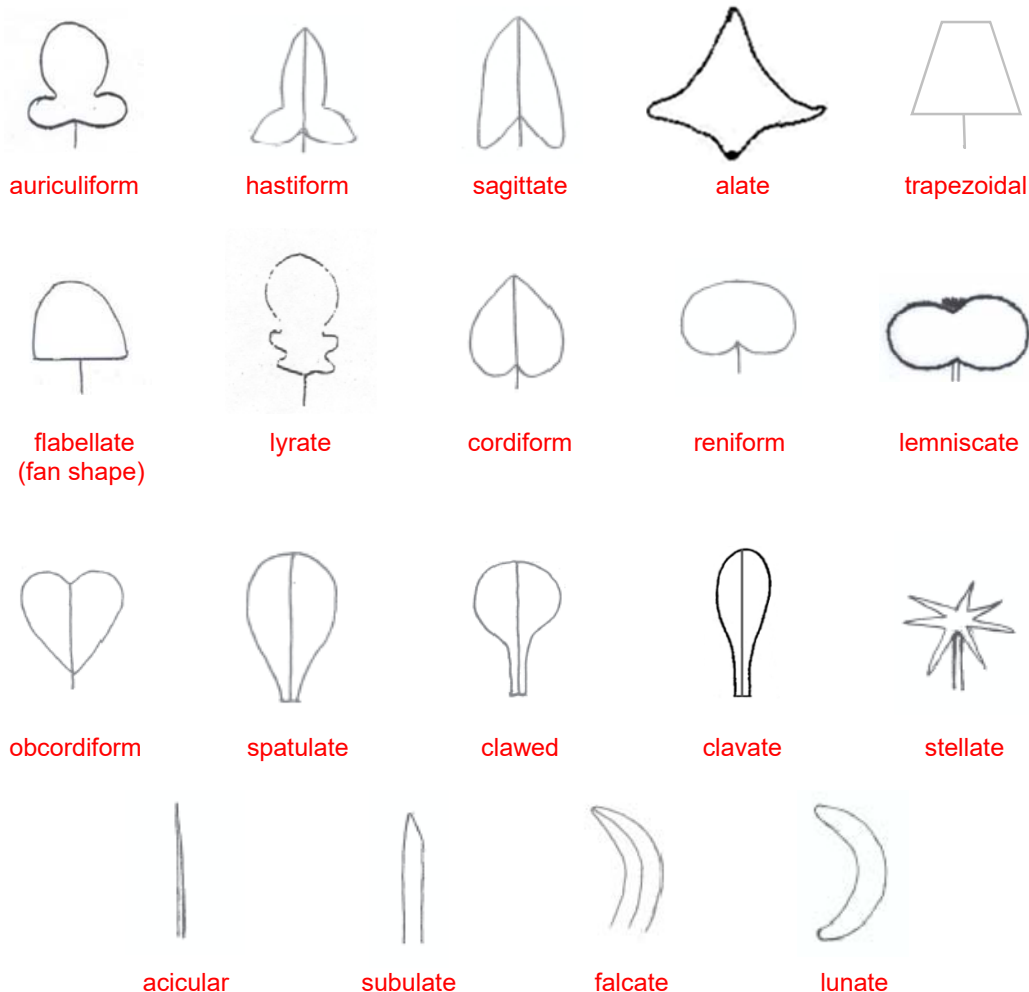 auriculiform
hastiform
sagittate
alate
trapezoidal
flabellate
(fan shape)
lyrate
cordiform
reniform
lemniscate
obcordiform
spatulate
clawed
clavate
stellate
acicular
subulate
falcate
lunate